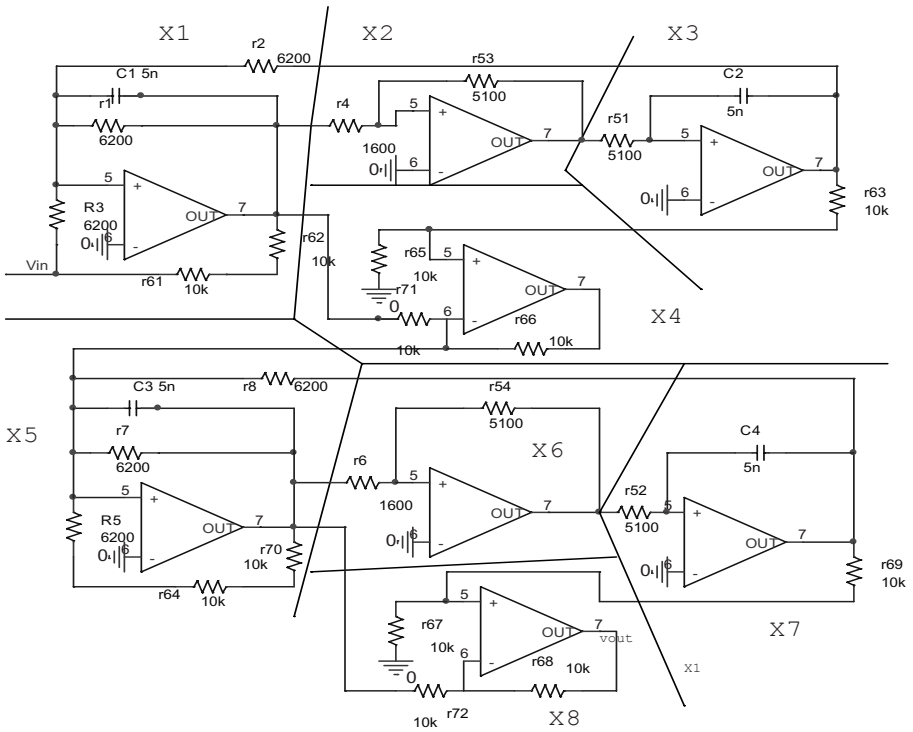 X1
X2
X3
r2
6200
C1 5n
r53
5100
C2
5n
r1
6200
r4
1600
5
+
6
-
OUT
7
0
r51
5100
5
+
6
-
OUT
7
0
5
+
6
-
OUT
7
0
R3
6200
r63
10k
r62
10k
Vin
r61
10k
r65
10k
5
+
6
-
OUT
7
0
r71
10k
r66
10k
X4
r8
6200
C3 5n
r54
5100
X5
r7
6200
X6
C4
5n
r6
1600
5
+
6
-
OUT
7
0
r52
5100
5
+
6
-
OUT
7
0
5
+
6
-
OUT
7
0
R5
6200
r70
10k
r64
10k
r69
10k
r67
10k
5
+
6
-
OUT
7
vout
0
r68
10k
r72
10k
X7
X1
X8